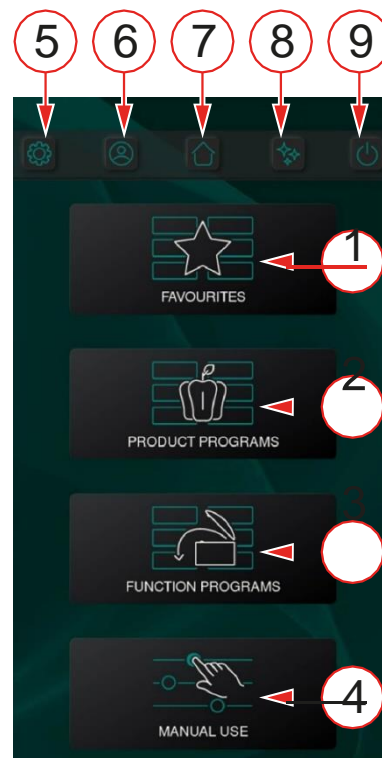 5 6 7 8 9
1
FAVOURITES
2
PRODUCT PROGRAMS
3
FUNCTION PROGRAMS
4
MANUAL USE